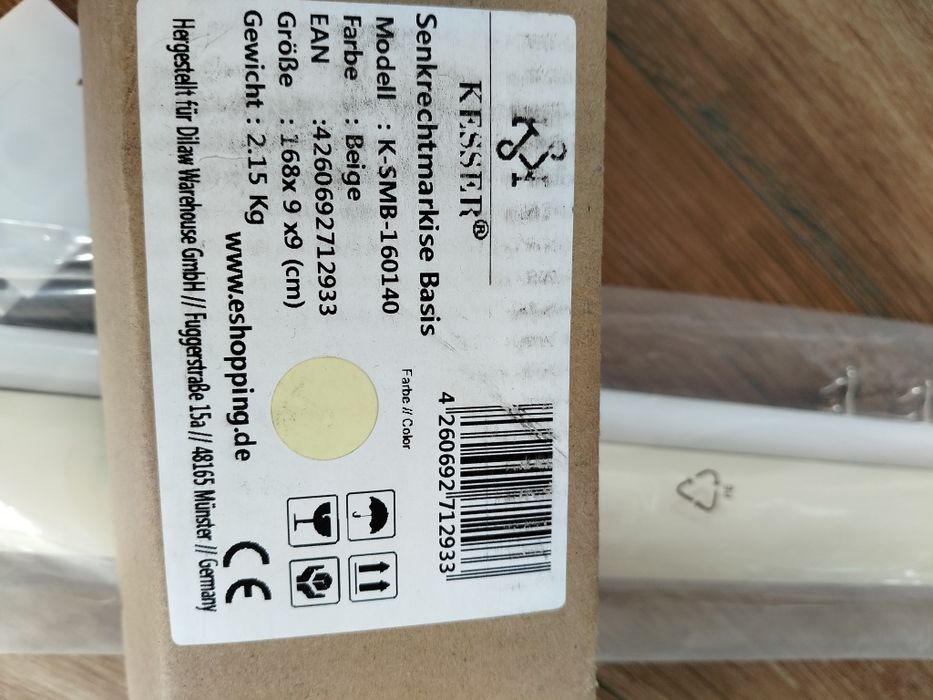 KESSER®
Senkrechtmarkise Basis
Modell : K-SMB-160140
Farbe : Beige
EAN :4260692712933
Größe : 168x 9 x9 (cm)
Gewicht : 2.15 Kg
www.eshopping.de
Hergestellt für Dilaw Warehouse GmbH // Fuggerstraße 15a // 48165 Münster // Germany
4 260692 712933
Farbe // Color
CE